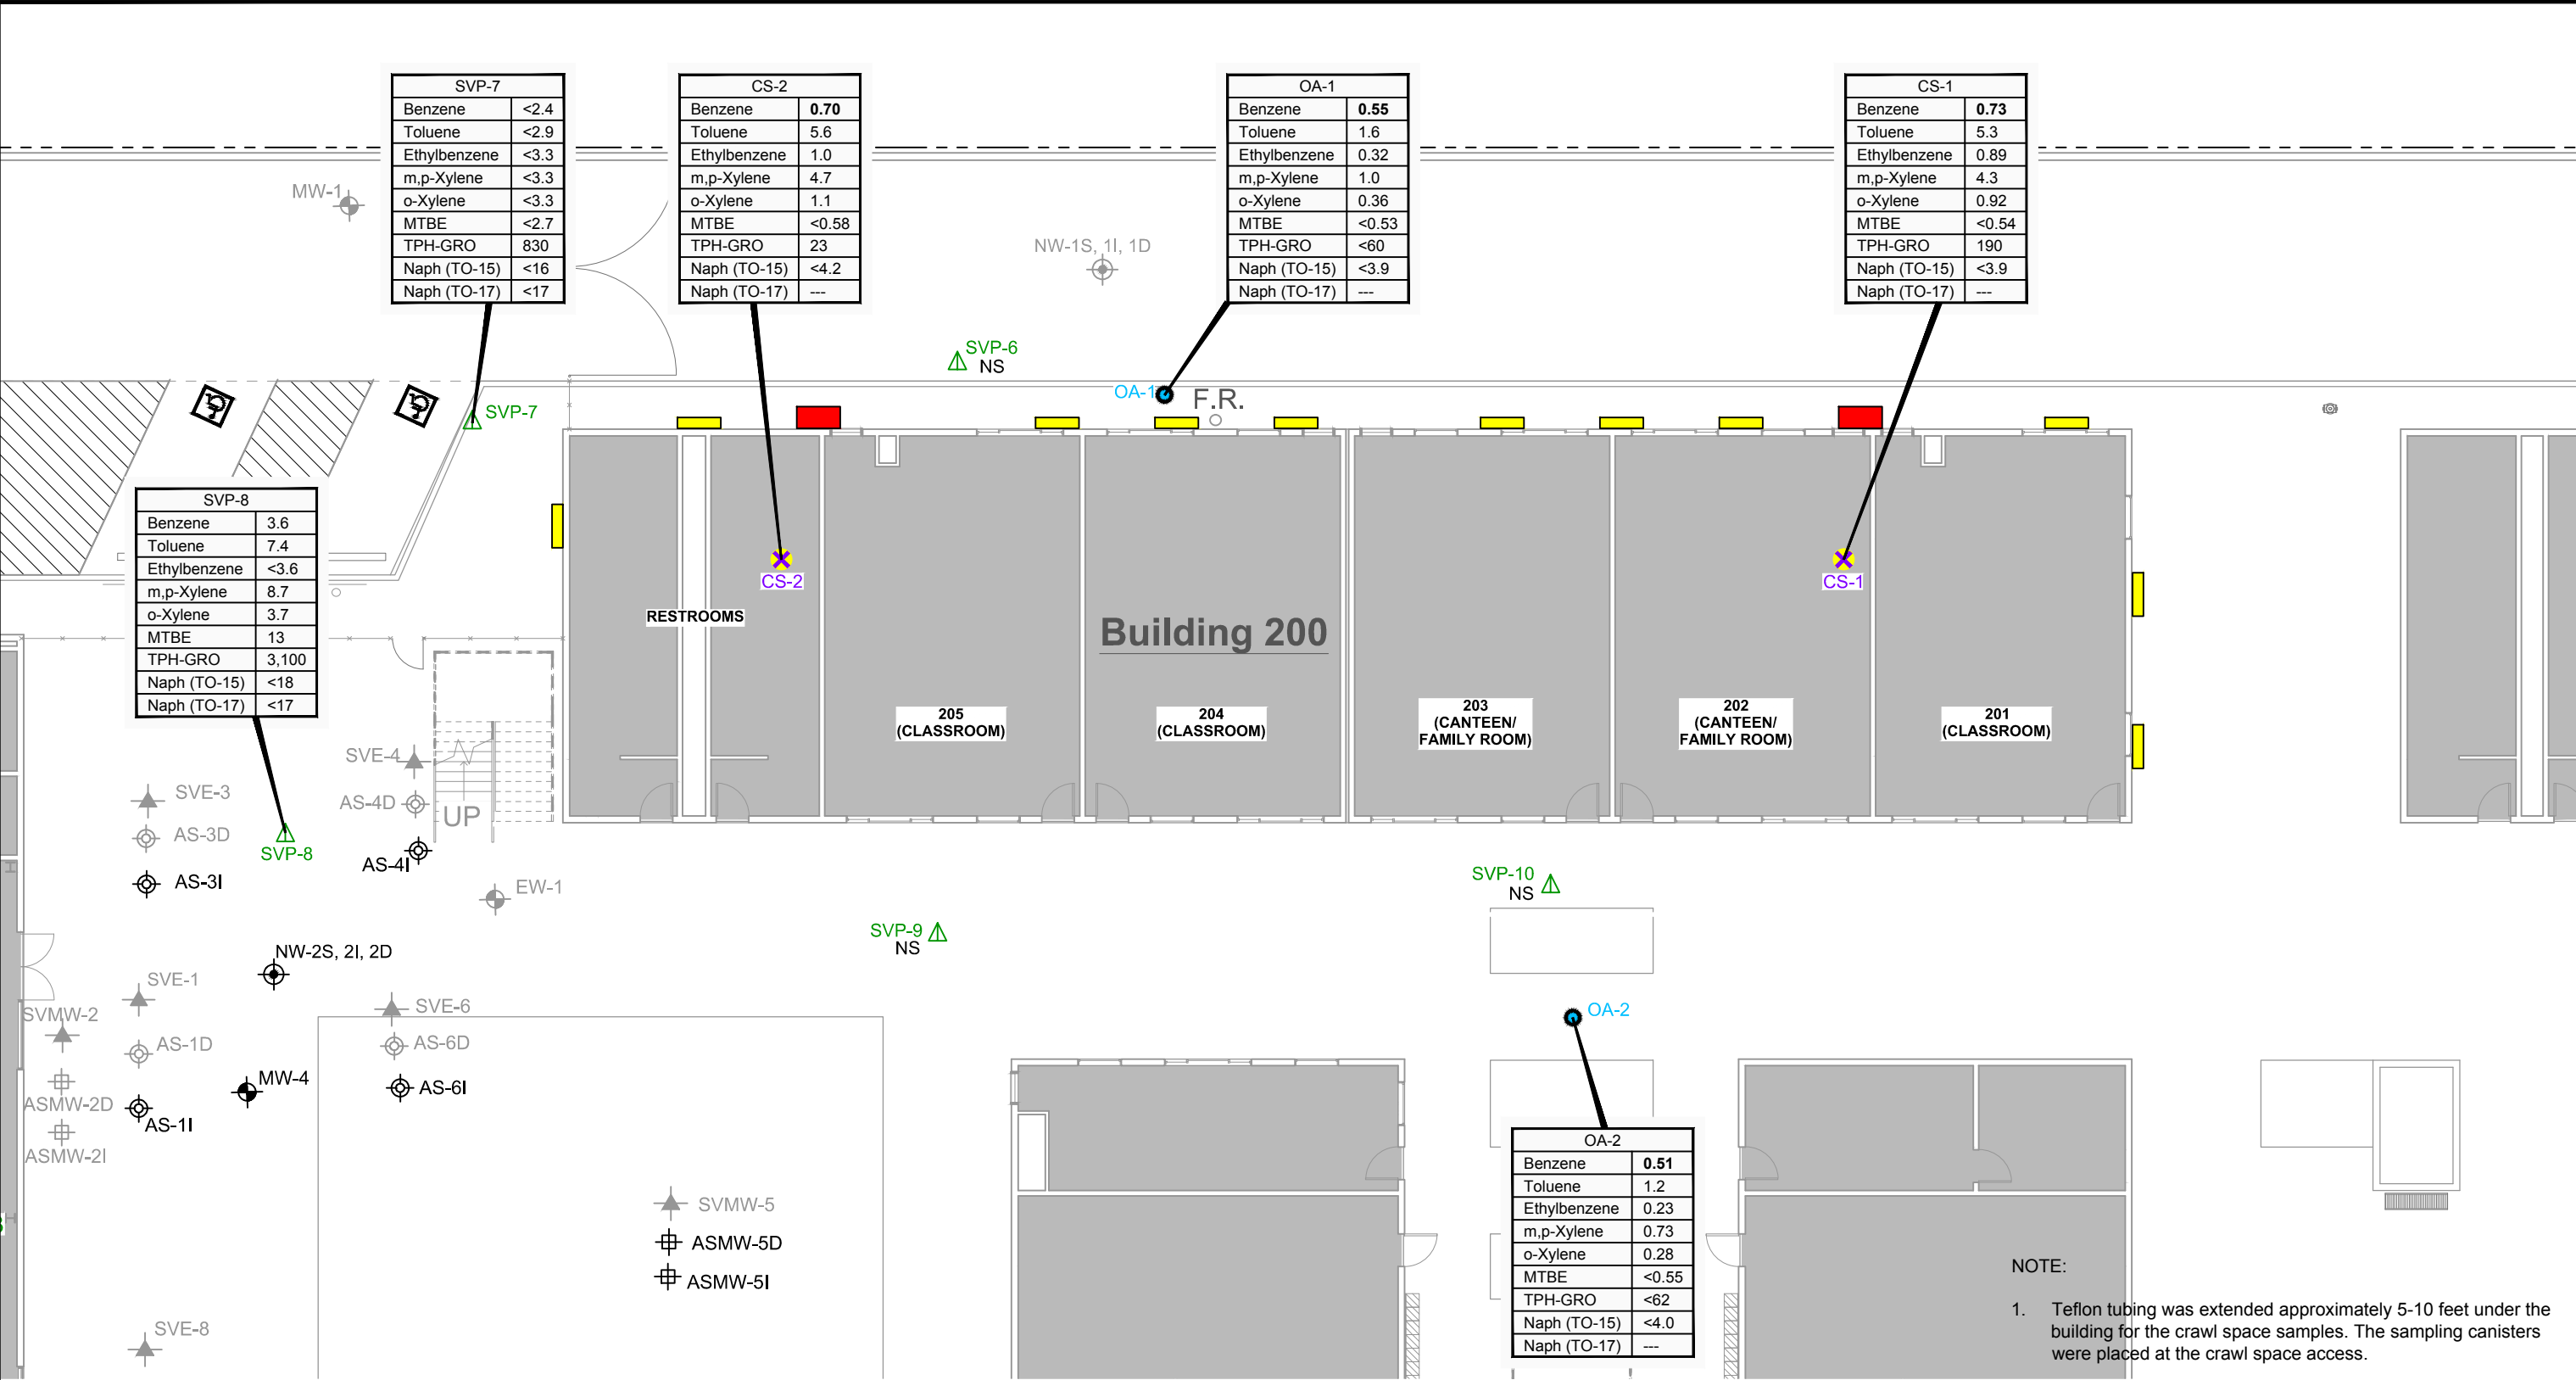 SVP-7
Benzene <2.4
Toluene <2.9
Ethylbenzene <3.3
m,p-Xylene <3.3
o-Xylene <3.3
MTBE <2.7
TPH-GRO 830
Naph (TO-15) <16
Naph (TO-17) <17
CS-2
Benzene 0.70
Toluene 5.6
Ethylbenzene 1.0
m,p-Xylene 4.7
o-Xylene 1.1
MTBE <0.58
TPH-GRO 23
Naph (TO-15) <4.2
Naph (TO-17) ---
OA-1
Benzene 0.55
Toluene 1.6
Ethylbenzene 0.32
m,p-Xylene 1.0
o-Xylene 0.36
MTBE <0.53
TPH-GRO <60
Naph (TO-15) <3.9
Naph (TO-17) ---
CS-1
Benzene 0.73
Toluene 5.3
Ethylbenzene 0.89
m,p-Xylene 4.3
o-Xylene 0.92
MTBE <0.54
TPH-GRO 190
Naph (TO-15) <3.9
Naph (TO-17) ---
MW-1
NW-1S, 1I, 1D
SVP-6
NS
OA-1
F.R.
SVP-7
SVP-8
Benzene 3.6
Toluene 7.4
Ethylbenzene <3.6
m,p-Xylene 8.7
o-Xylene 3.7
MTBE 13
TPH-GRO 3,100
Naph (TO-15) <18
Naph (TO-17) <17
CS-2
CS-1
RESTROOMS
Building 200
205
(CLASSROOM)
204
(CLASSROOM)
203
(CANTEEN/
FAMILY ROOM)
202
(CANTEEN/
FAMILY ROOM)
201
(CLASSROOM)
SVE-4
SVE-3
AS-4D
UP
AS-3D
SVP-8
AS-4I
AS-3I
EW-1
SVP-10
NS
SVP-9
NS
NW-2S, 2I, 2D
SVE-1
SVE-6
SVMW-2
OA-2
AS-1D
AS-6D
MW-4
AS-6I
ASMW-2D
AS-1I
ASMW-2I
SVMW-5
ASMW-5D
ASMW-5I
SVE-8
OA-2
Benzene 0.51
Toluene 1.2
Ethylbenzene 0.23
m,p-Xylene 0.73
o-Xylene 0.28
MTBE <0.55
TPH-GRO <62
Naph (TO-15) <4.0
Naph (TO-17) ---
NOTE:
1. Teflon tubing was extended approximately 5-10 feet under the
building for the crawl space samples. The sampling canisters
were placed at the crawl space access.